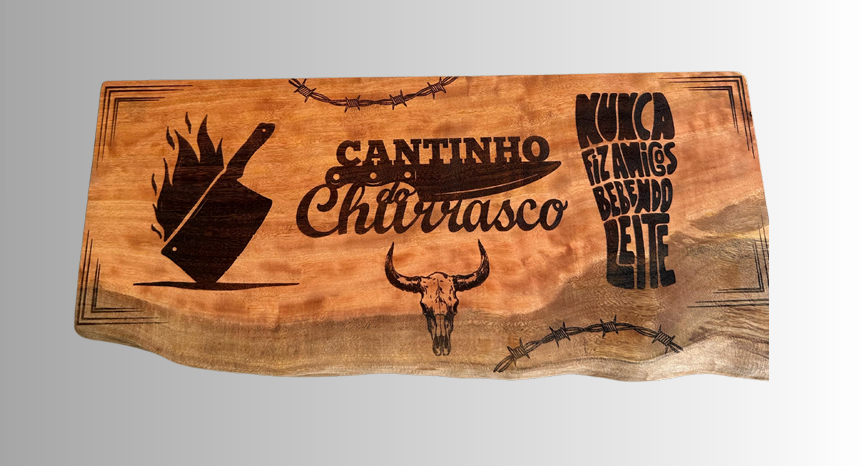 CANTINHO
do
Churrasco
NUNCA
FIZ AMIGOS
BEBENDO
LEITE